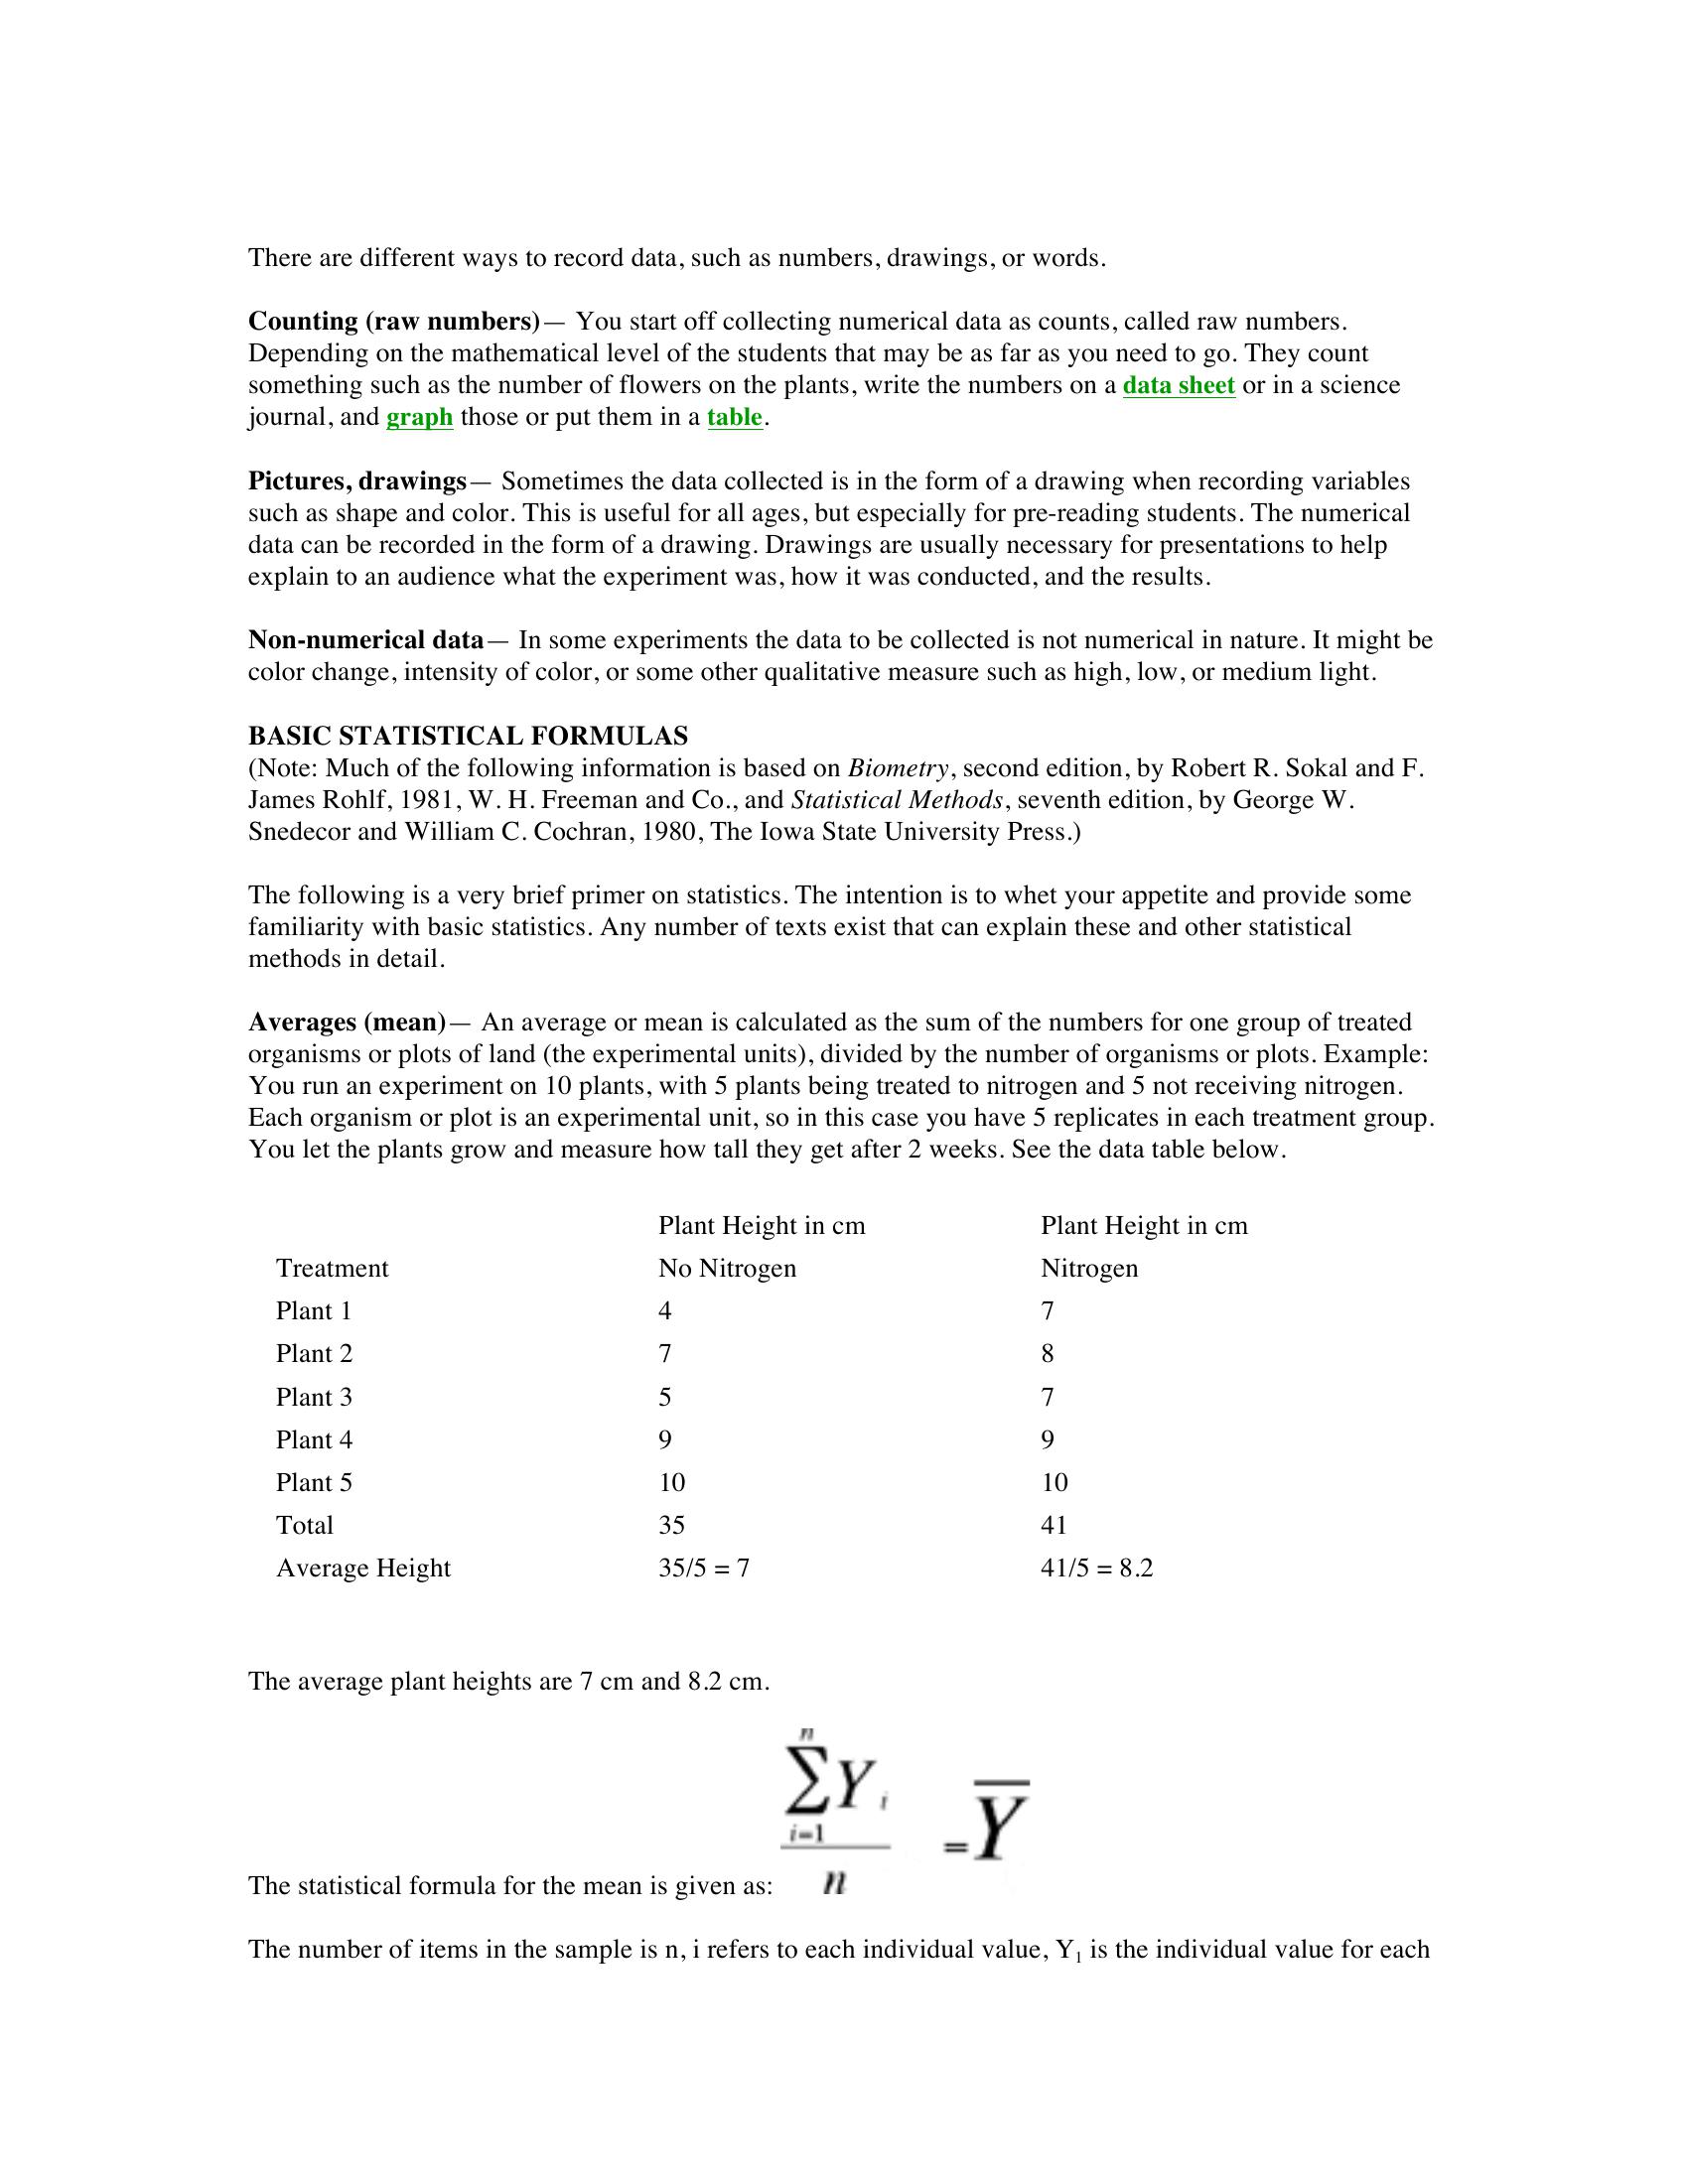 There are different ways to record data, such as numbers, drawings, or words.
Counting (raw numbers)— You start off collecting numerical data as counts, called raw numbers.
Depending on the mathematical level of the students that may be as far as you need to go. They count
something such as the number of flowers on the plants, write the numbers on a data sheet or in a science
journal, and graph those or put them in a table.
Pictures, drawings— Sometimes the data collected is in the form of a drawing when recording variables
such as shape and color. This is useful for all ages, but especially for pre-reading students. The numerical
data can be recorded in the form of a drawing. Drawings are usually necessary for presentations to help
explain to an audience what the experiment was, how it was conducted, and the results.
Non-numerical data— In some experiments the data to be collected is not numerical in nature. It might be
color change, intensity of color, or some other qualitative measure such as high, low, or medium light.
BASIC STATISTICAL FORMULAS
(Note: Much of the following information is based on Biometry, second edition, by Robert R. Sokal and F.
James Rohlf, 1981, W. H. Freeman and Co., and Statistical Methods, seventh edition, by George W.
Snedecor and William C. Cochran, 1980, The Iowa State University Press.)
The following is a very brief primer on statistics. The intention is to whet your appetite and provide some
familiarity with basic statistics. Any number of texts exist that can explain these and other statistical
methods in detail.
Averages (mean)— An average or mean is calculated as the sum of the numbers for one group of treated
organisms or plots of land (the experimental units), divided by the number of organisms or plots. Example:
You run an experiment on 10 plants, with 5 plants being treated to nitrogen and 5 not receiving nitrogen.
Each organism or plot is an experimental unit, so in this case you have 5 replicates in each treatment group.
You let the plants grow and measure how tall they get after 2 weeks. See the data table below.
Plant Height in cm Plant Height in cm
Treatment No Nitrogen Nitrogen
Plant 1 4 7
Plant 2 7 8
Plant 3 5 7
Plant 4 9 9
Plant 5 10 10
Total 35 41
Average Height 35/5 = 7 41/5 = 8.2
The average plant heights are 7 cm and 8.2 cm.
The statistical formula for the mean is given as: n ∑ i=1 Y i / n = Y̅
The number of items in the sample is n, i refers to each individual value, Y₁ is the individual value for each